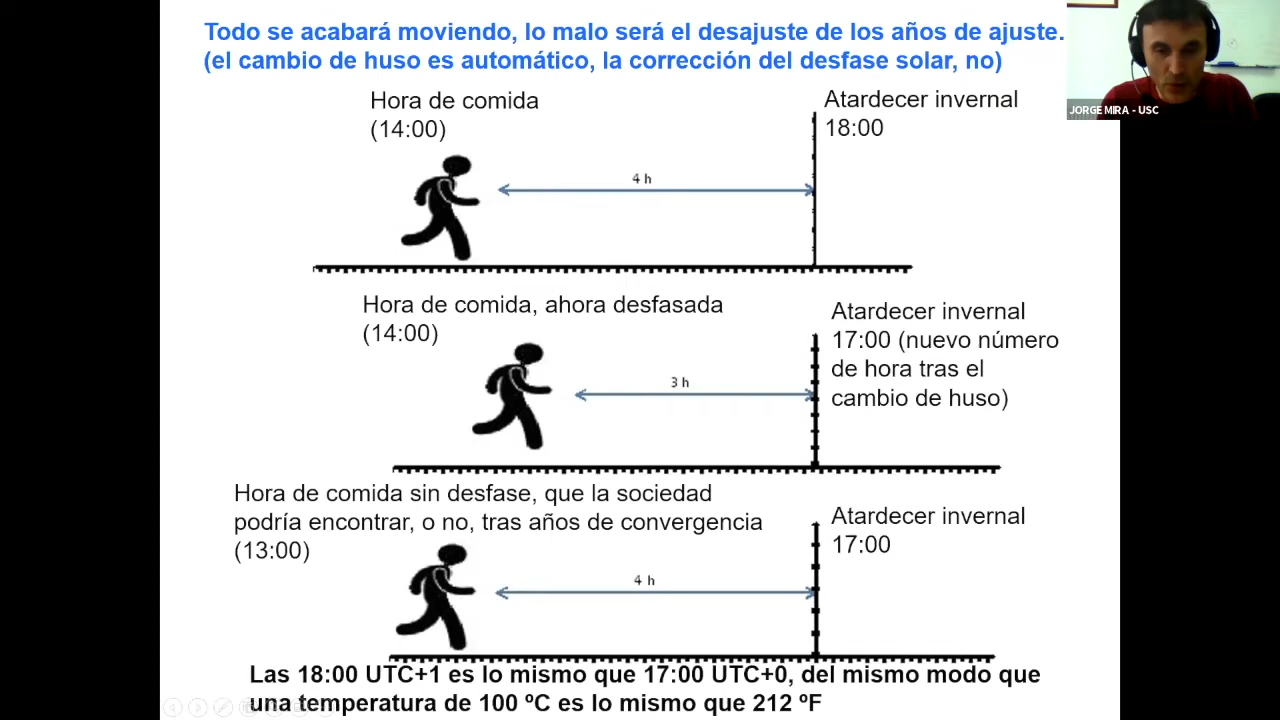 Todo se acabará moviendo, lo malo será el desajuste de los años de ajuste.
(el cambio de huso es automático, la corrección del desfase solar, no)
JORGE MIRA - USC
Hora de comida
(14:00)
Atardecer invernal
18:00
4 h
Hora de comida, ahora desfasada
(14:00)
Atardecer invernal
17:00 (nuevo número
de hora tras el
cambio de huso)
3 h
Hora de comida sin desfase, que la sociedad
podría encontrar, o no, tras años de convergencia
(13:00)
Atardecer invernal
17:00
4 h
Las 18:00 UTC+1 es lo mismo que 17:00 UTC+0, del mismo modo que
una temperatura de 100 ºC es lo mismo que 212 ºF